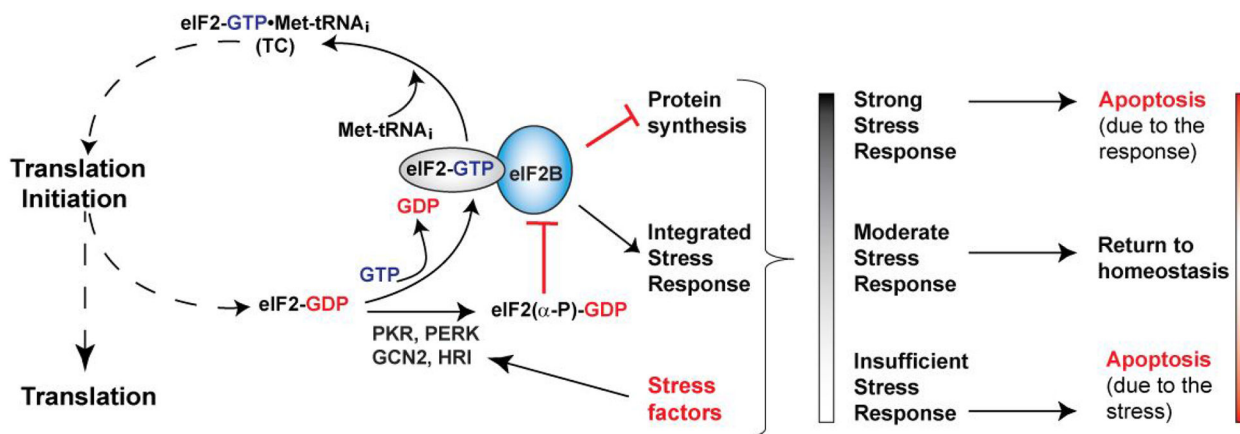 eIF2-GTP•Met-tRNAi
(TC)
Met-tRNAi
Translation
Initiation
eIF2-GTP
eIF2B
GDP
GTP
eIF2-GDP
eIF2(α-P)-GDP
PKR, PERK
GCN2, HRI
Translation
Stress
factors
Protein
synthesis
Integrated
Stress
Response
Strong
Stress
Response
Apoptosis
(due to the
response)
Moderate
Stress
Response
Return to
homeostasis
Insufficient
Stress
Response
Apoptosis
(due to the
stress)